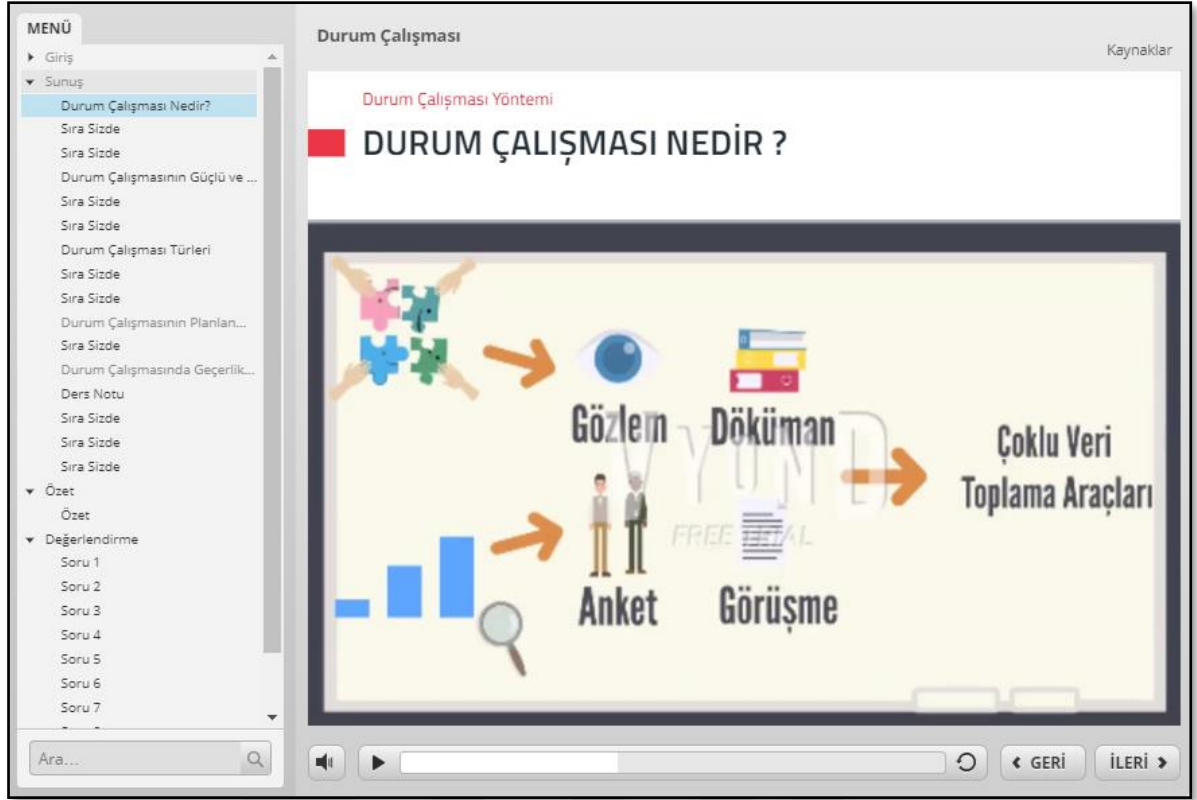 MENÜ
Giriş
Sunuş
Durum Çalışması Nedir?
Sıra Sizde
Sıra Sizde
Durum Çalışmasının Güçlü ve ...
Sıra Sizde
Sıra Sizde
Durum Çalışması Türleri
Sıra Sizde
Sıra Sizde
Durum Çalışmasının Planlan...
Sıra Sizde
Durum Çalışmasında Geçerlik...
Ders Notu
Sıra Sizde
Sıra Sizde
Sıra Sizde
Özet
Özet
Değerlendirme
Soru 1
Soru 2
Soru 3
Soru 4
Soru 5
Soru 6
Soru 7
Ara...
Durum Çalışması
Kaynaklar
Durum Çalışması Yöntemi
DURUM ÇALIŞMASI NEDİR ?
Gözlem Döküman
Çoklu Veri
Toplama Araçları
VYOND
FREE TRIAL
Anket Görüşme
GERİ
İLERİ